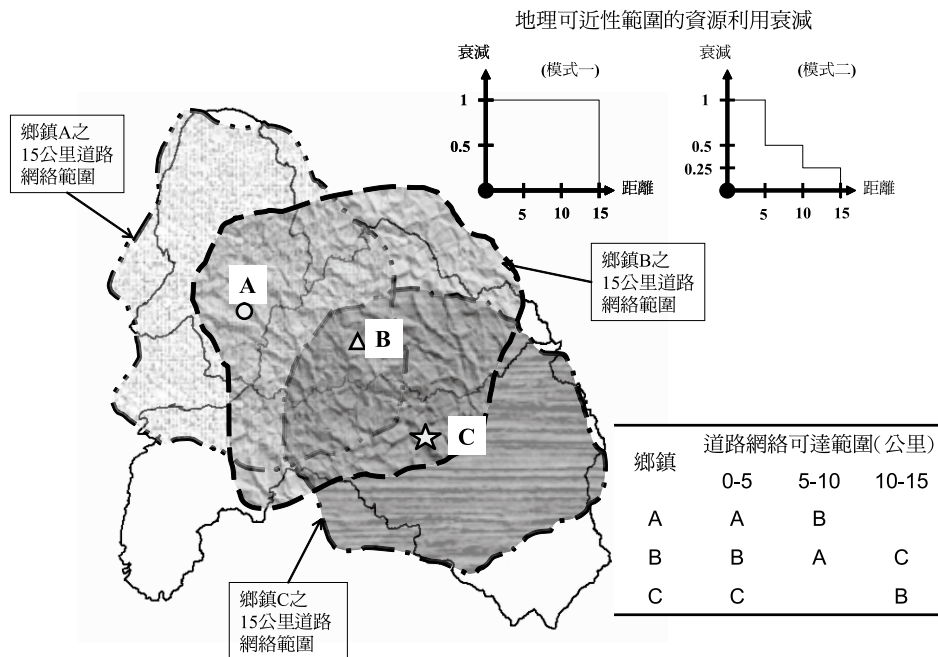 地理可近性範圍的資源利用衰減
衰減
(模式一)
1
0.5
5
10
15
距離
衰減
(模式二)
1
0.5
0.25
5
10
15
距離
鄉鎮A之
15公里道路
網絡範圍
鄉鎮B之
15公里道路
網絡範圍
A
B
C
鄉鎮C之
15公里道路
網絡範圍
鄉鎮 道路網絡可達範圍(公里)
0-5 5-10 10-15
A A B
B B A C
C C B